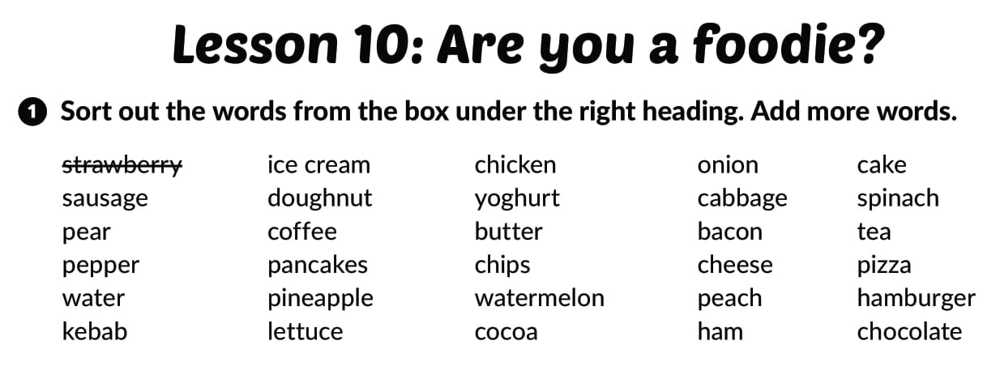 Lesson 10: Are you a foodie?
1 Sort out the words from the box under the right heading. Add more words.
strawberry ice cream chicken onion cake
sausage doughnut yoghurt cabbage spinach
pear coffee butter bacon tea
pepper pancakes chips cheese pizza
water pineapple watermelon peach hamburger
kebab lettuce cocoa ham chocolate